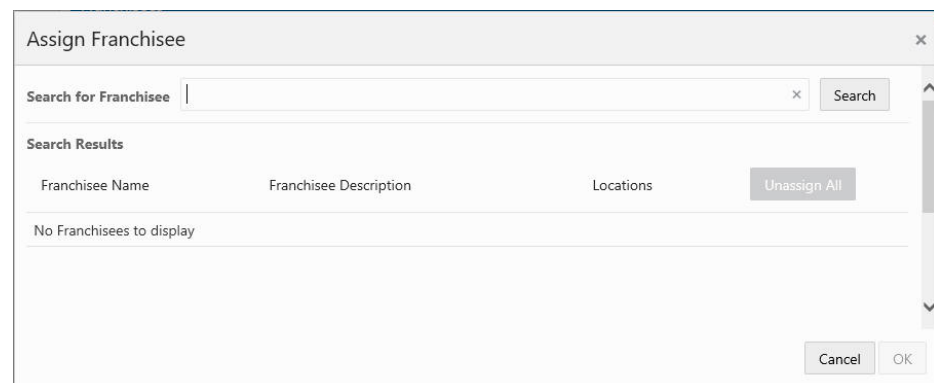 Assign Franchisee
Search for Franchisee Search
Search Results
Franchisee Name Franchisee Description Locations Unassign All
No Franchisees to display
Cancel OK